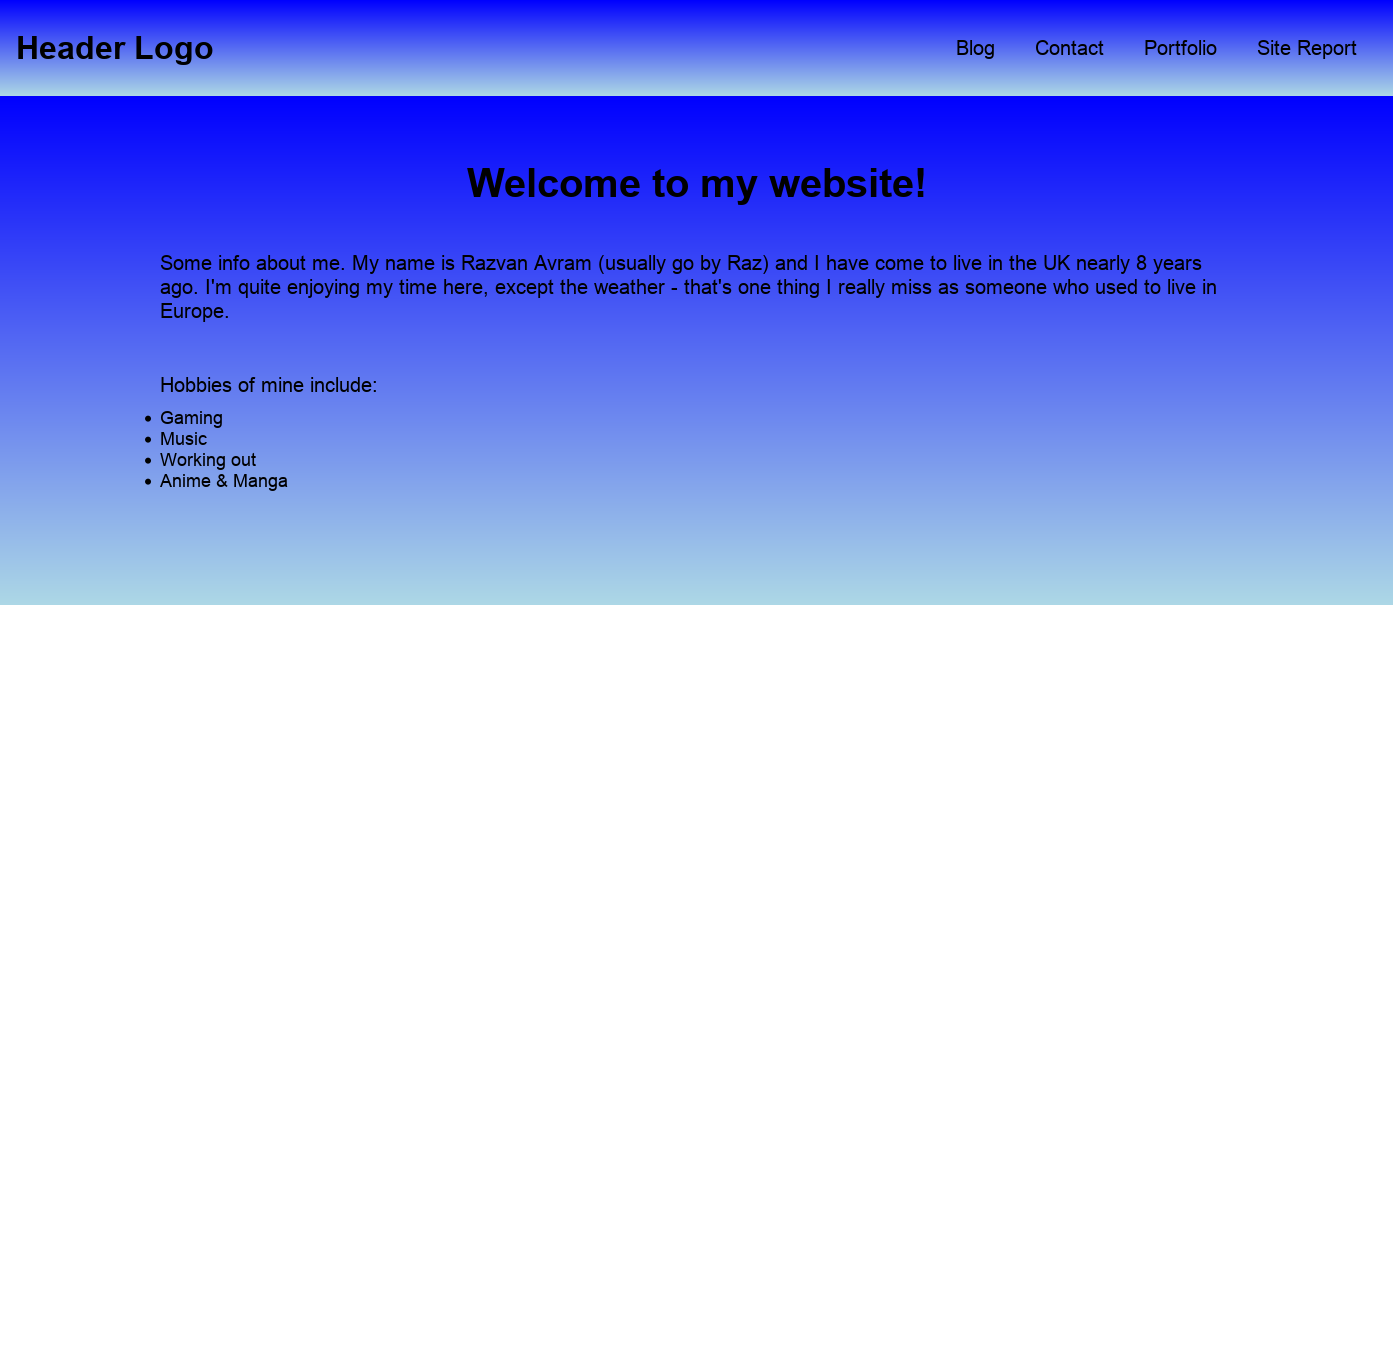 Header Logo
Blog Contact Portfolio Site Report
Welcome to my website!
Some info about me. My name is Razvan Avram (usually go by Raz) and I have come to live in the UK nearly 8 years
ago. I'm quite enjoying my time here, except the weather - that's one thing I really miss as someone who used to live in
Europe.
Hobbies of mine include:
• Gaming
• Music
• Working out
• Anime & Manga